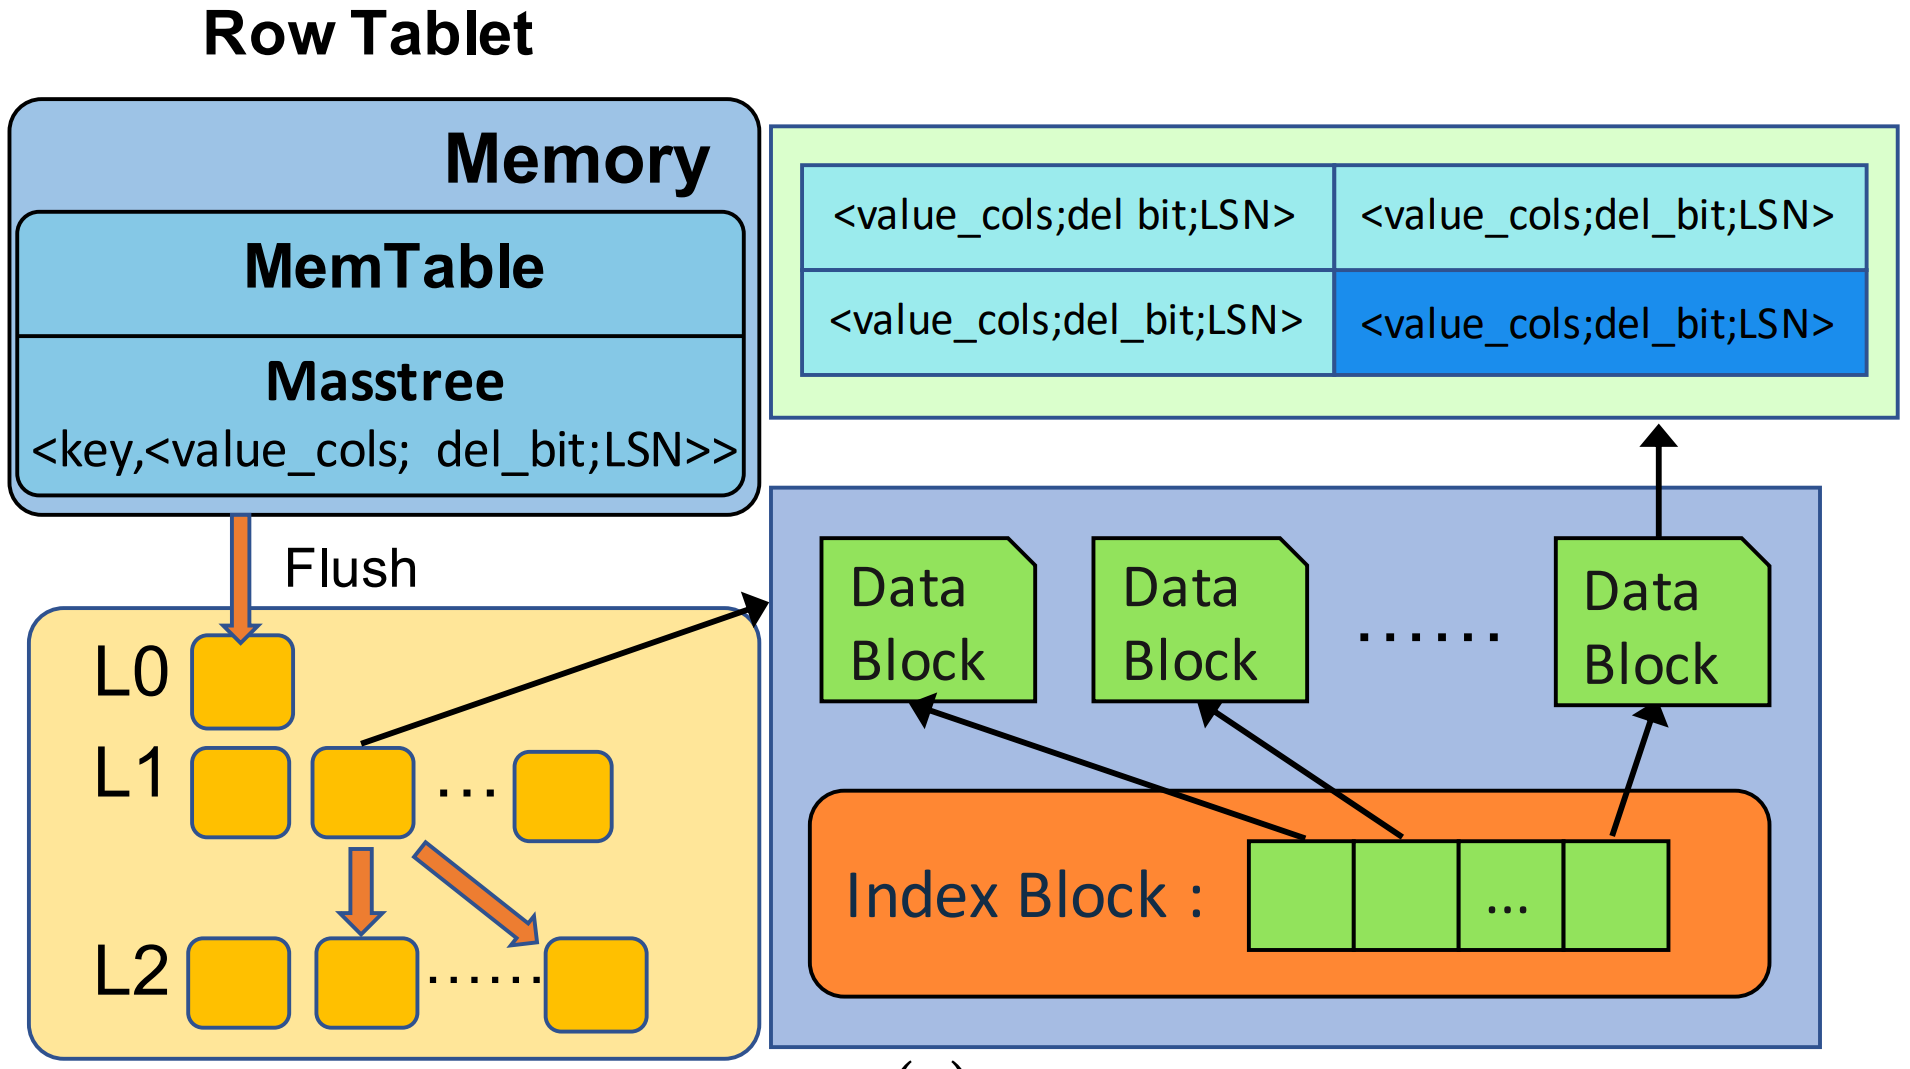 Row Tablet
Memory
MemTable
Masstree
<key,<value_cols; del_bit;LSN>>
<value_cols;del bit;LSN> <value_cols;del_bit;LSN>
<value_cols;del_bit;LSN> <value_cols;del_bit;LSN>
Flush
L0
L1
...
L2
......
Data Block
Data Block
......
Data Block
Index Block :
...